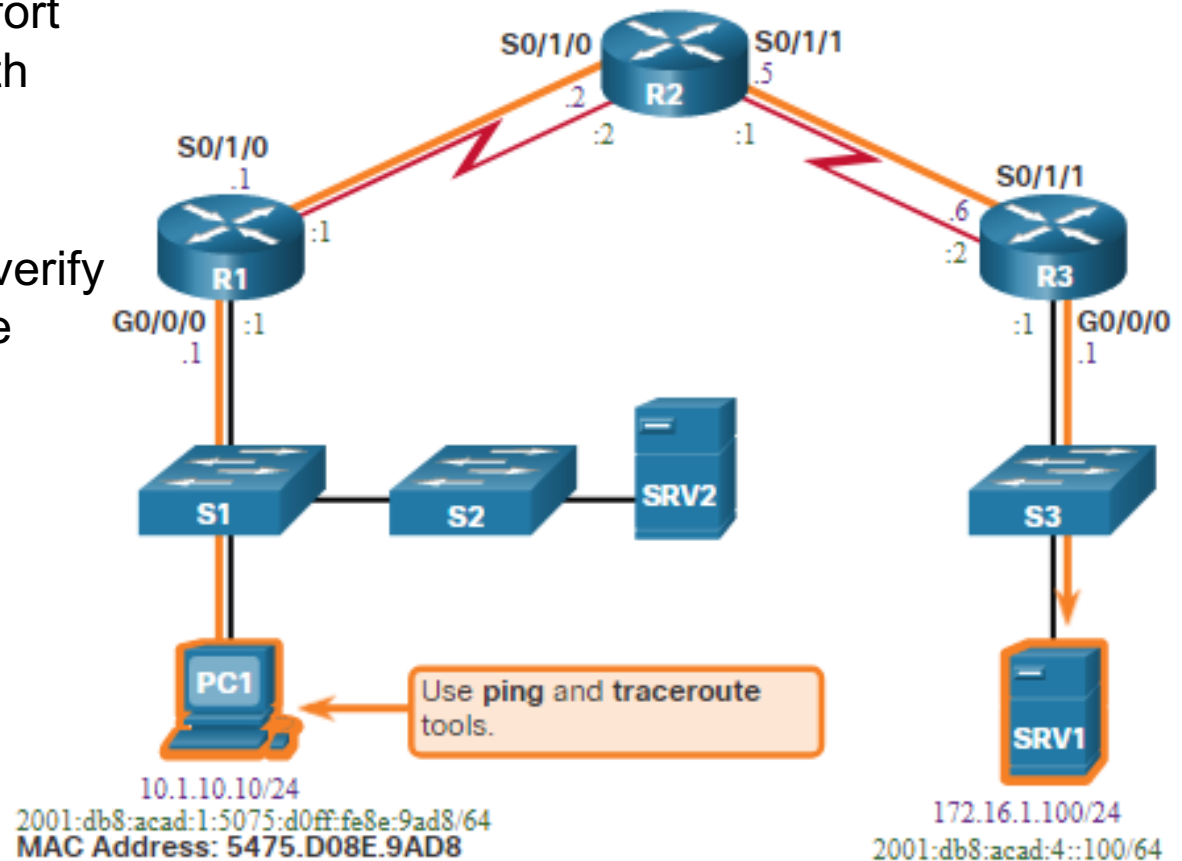 fort
th
S0/1/0
S0/1/1
.5
R2
.2
:2
:1
S0/1/0
.1
S0/1/1
.6
:1
:2
verify
R1
R3
e
G0/0/0
:1
:1
G0/0/0
.1
.1
SRV2
S1
S2
S3
PC1
Use ping and traceroute
tools.
SRV1
10.1.10.10/24
2001:db8:acad:1:5075:d0ff:fe8e:9ad8/64
MAC Address: 5475.D08E.9AD8
172.16.1.100/24
2001:db8:acad:4::100/64